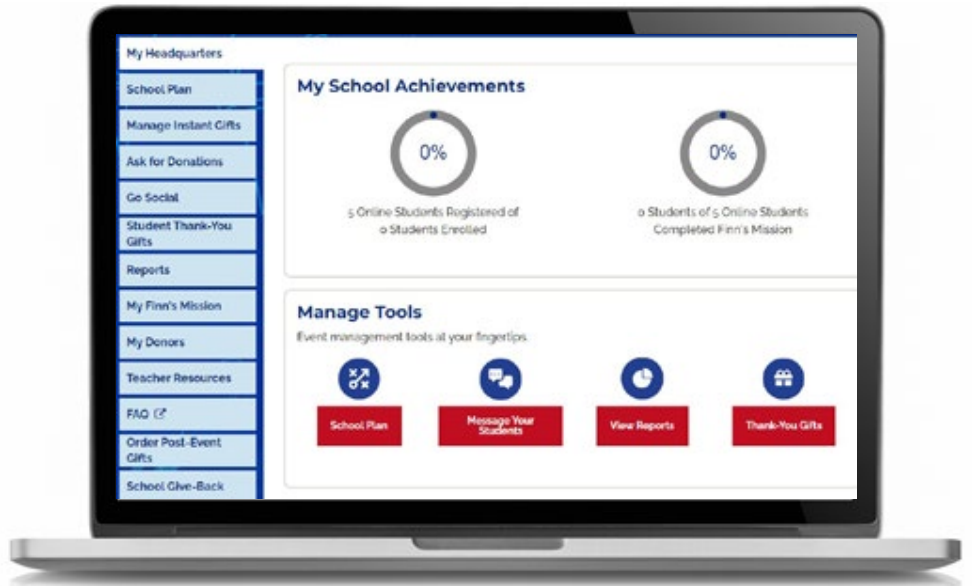 My Headquarters
School Plan
Manage Instant Gifts
Ask for Donations
Go Social
Student Thank-You
Gifts
Reports
My Finn's Mission
My Donors
Teacher Resources
FAQ
Order Post-Event
Gifts
School Give-Back
My School Achievements
0%
5 Online Students Registered of
0 Students Enrolled
0%
0 Students of 5 Online Students
Completed Finn's Mission
Manage Tools
Event management tools at your fingertips.
School Plan
Message Your
Students
View Reports
Thank-You Gifts